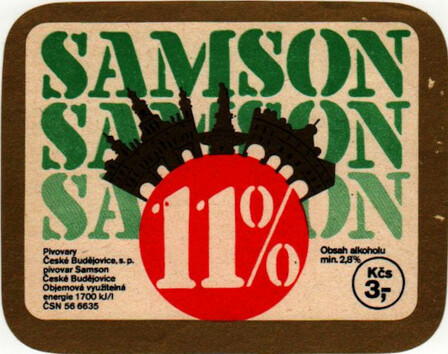 SAMSON
SAMSON
SAMSON
11%
Pivovary
České Budějovice, s. p.
pivovar Samson
České Budějovice
Objemová využitelná
energie 1700 kJ/l
ČSN 56 6635
Obsah alkoholu
min. 2,8%
Kčs
3,-